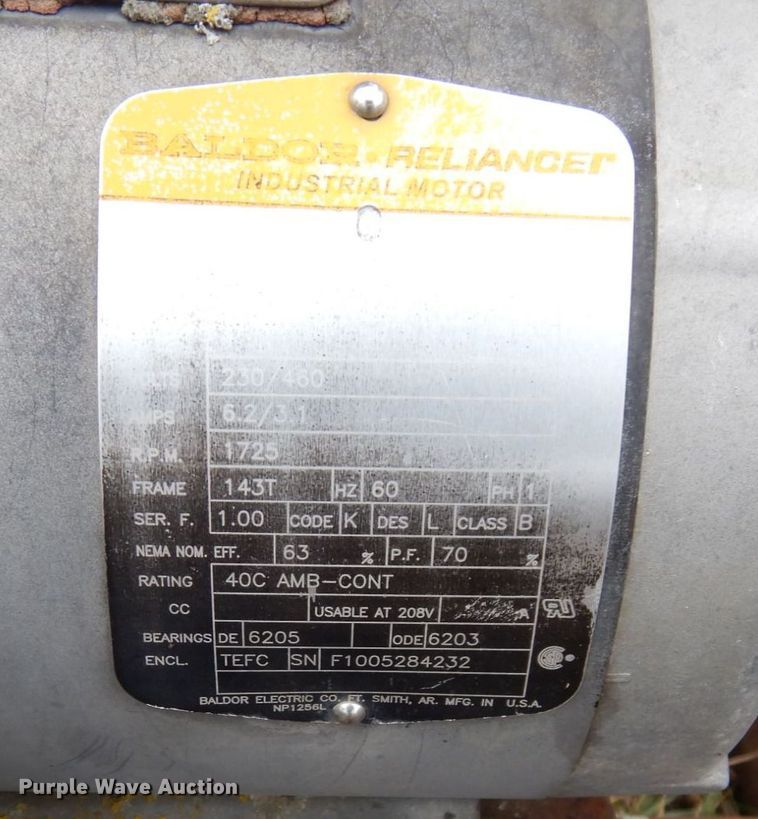 BALDOR • RELIANCER
INDUSTRIAL MOTOR
230/460
6.2/3.1
R.P.M. 1725
FRAME 143T HZ 60 PH 1
SER. F. 1.00 CODE K DES L CLASS B
NEMA NOM. EFF. 63 % P.F. 70 %
RATING 40C AMB-CONT
CC USABLE AT 208V A
BEARINGS DE 6205 ODE 6203
ENCL. TEFC SN F1005284232
BALDOR ELECTRIC CO. FT. SMITH, AR. MFG. IN U.S.A.
NP1256L
Purple Wave Auction